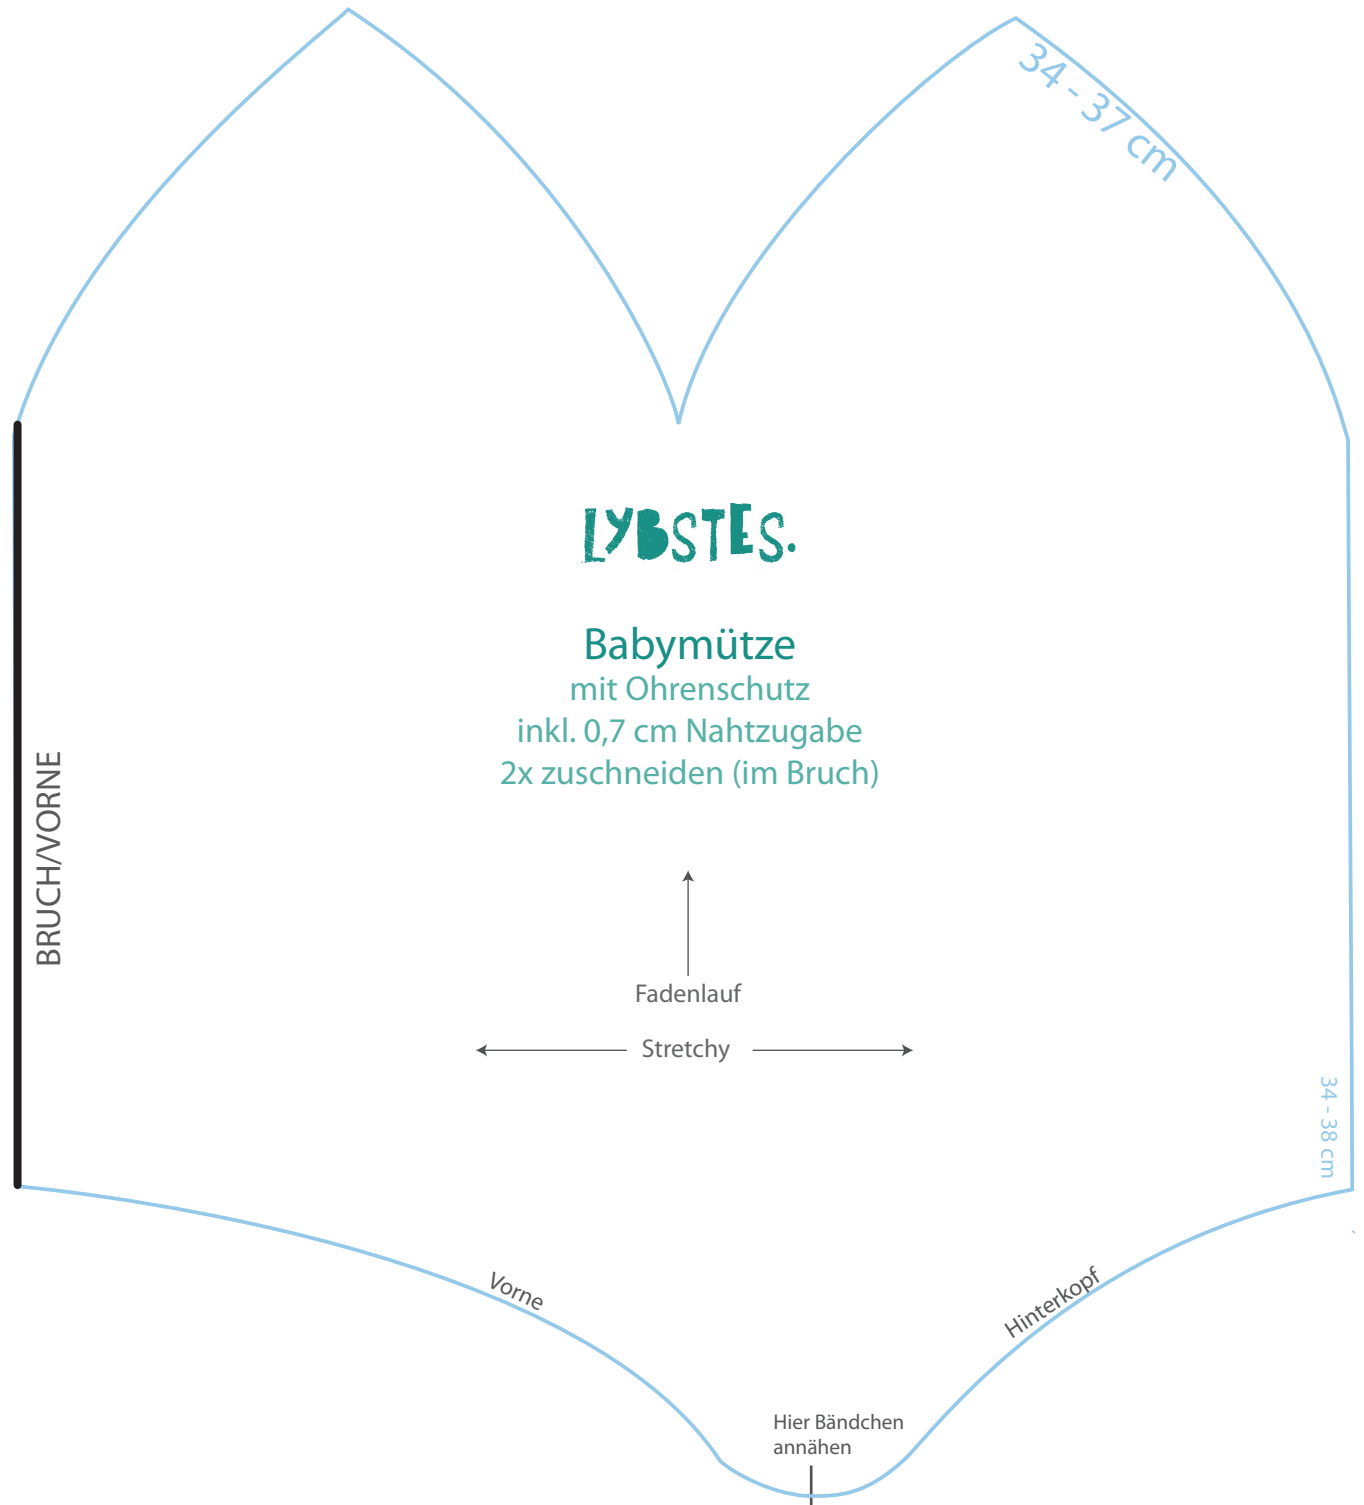 34 - 37 cm
LYBSTES.
Babymütze
mit Ohrenschutz
inkl. 0,7 cm Nahtzugabe
2x zuschneiden (im Bruch)
BRUCH/VORNE
Fadenlauf
Stretchy
34 - 38 cm
Vorne
Hinterkopf
Hier Bändchen
annähen